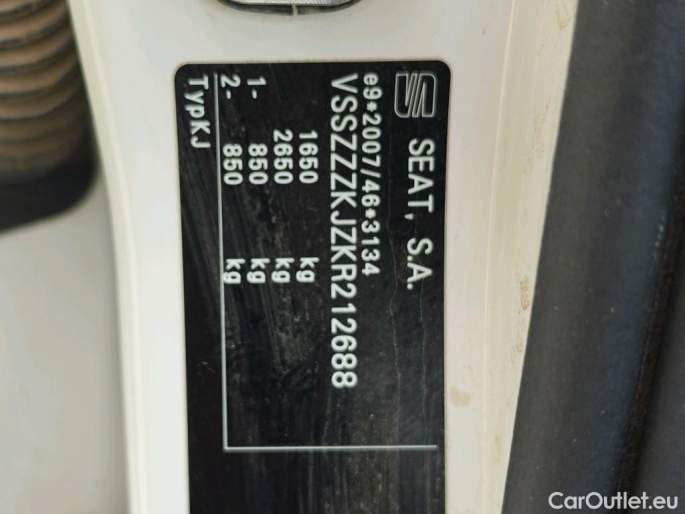 SEAT, S.A.
e9*2007/46*3134
VSSZZZKJZKR212688
1650 kg
2650 kg
1- 850 kg
2- 850 kg
TypKJ
CarOutlet.eu